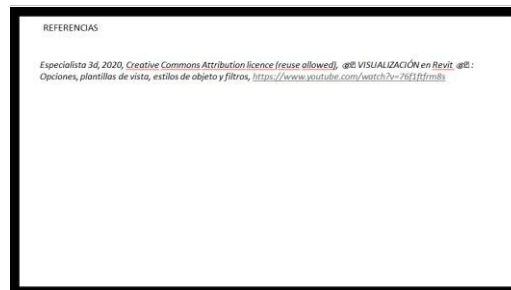 REFERENCIAS
Especialista 3d, 2020, Creative Commons Attribution licence (reuse allowed), VISUALIZACIÓN en Revit :
Opciones, plantillas de vista, estilos de objeto y filtros, https://www.youtube.com/watch?v=76f1ftfrm8s